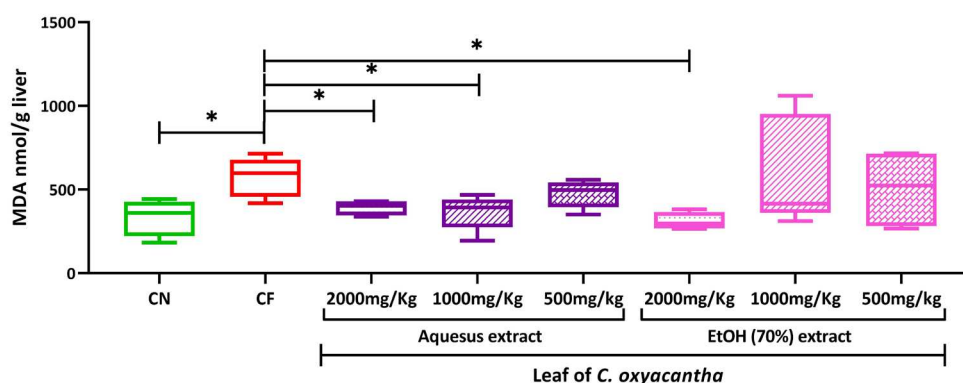 MDA nmol/g liver
1500
1000
500
0
*
*
*
*
CN
CF
2000mg/Kg
1000mg/Kg
500mg/kg
2000mg/Kg
1000mg/Kg
500mg/kg
Aquesus extract
EtOH (70%) extract
Leaf of C. oxyacantha